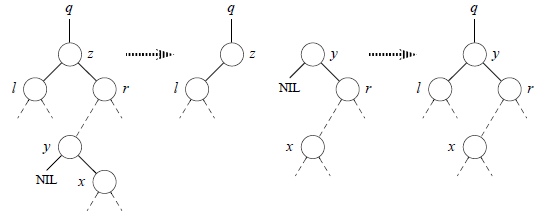 q q q
z z y y
l r l NIL r l r
y x x
NIL x